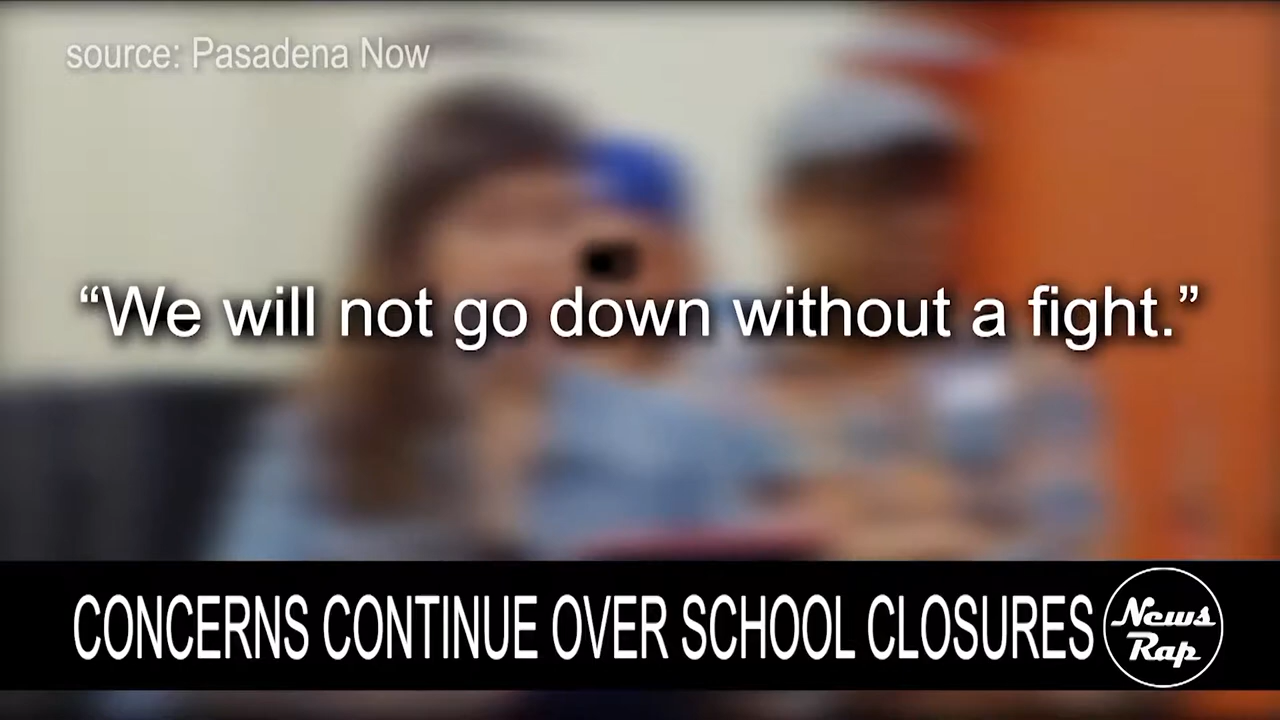 source: Pasadena Now
“We will not go down without a fight.”
CONCERNS CONTINUE OVER SCHOOL CLOSURES
News
Rap